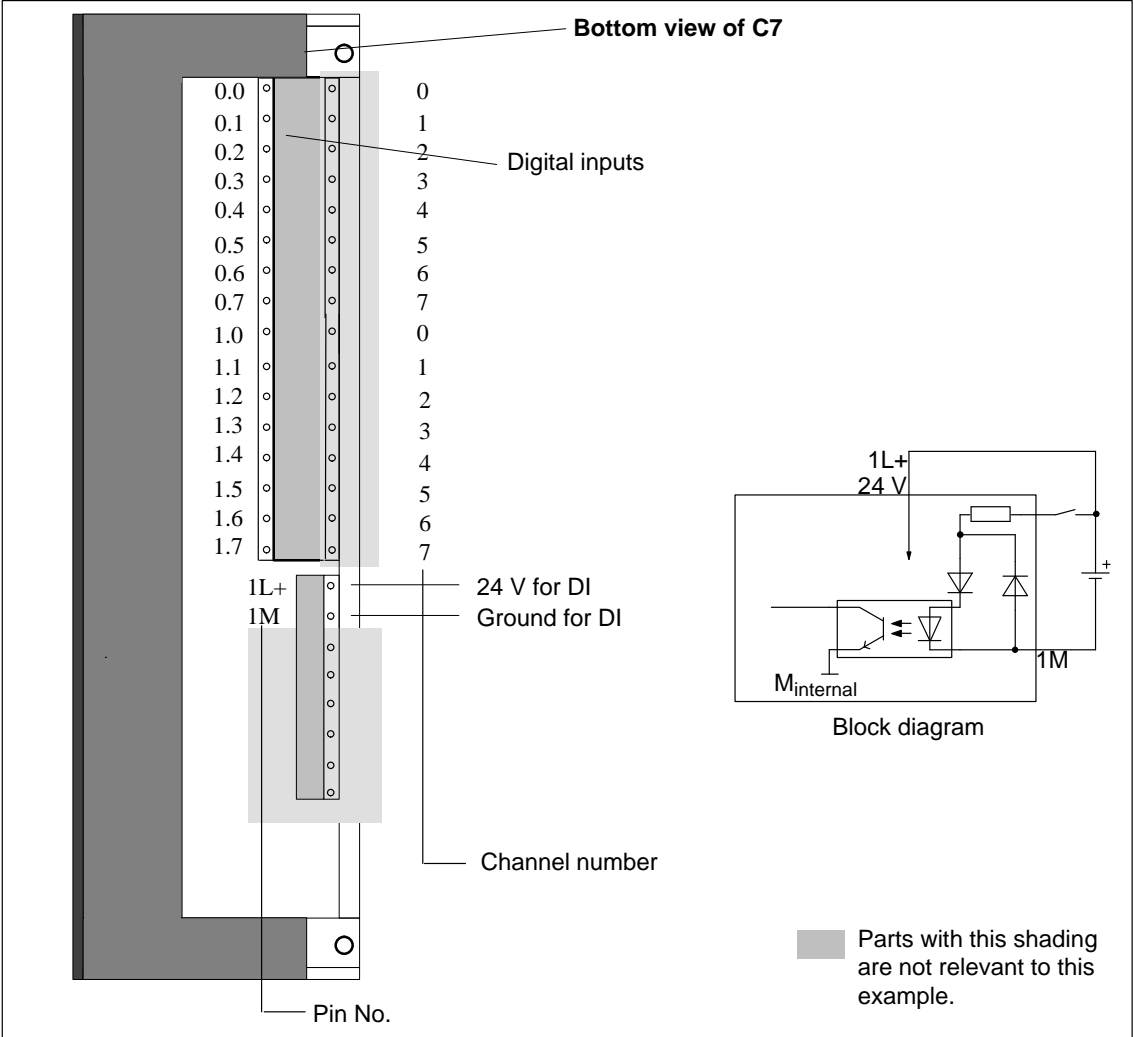 Bottom view of C7
0.0 0
0.1 1
0.2 2
Digital inputs
0.3 3
0.4 4
0.5 5
0.6 6
0.7 7
1.0 0
1.1 1
1.2 2
1.3 3
1.4 4
1.5 5
1.6 6
1.7 7
1L+ 24 V for DI
1M Ground for DI
Channel number
Pin No.
1L+
24 V
+
1M
Minternal
Block diagram
Parts with this shading
are not relevant to this
example.